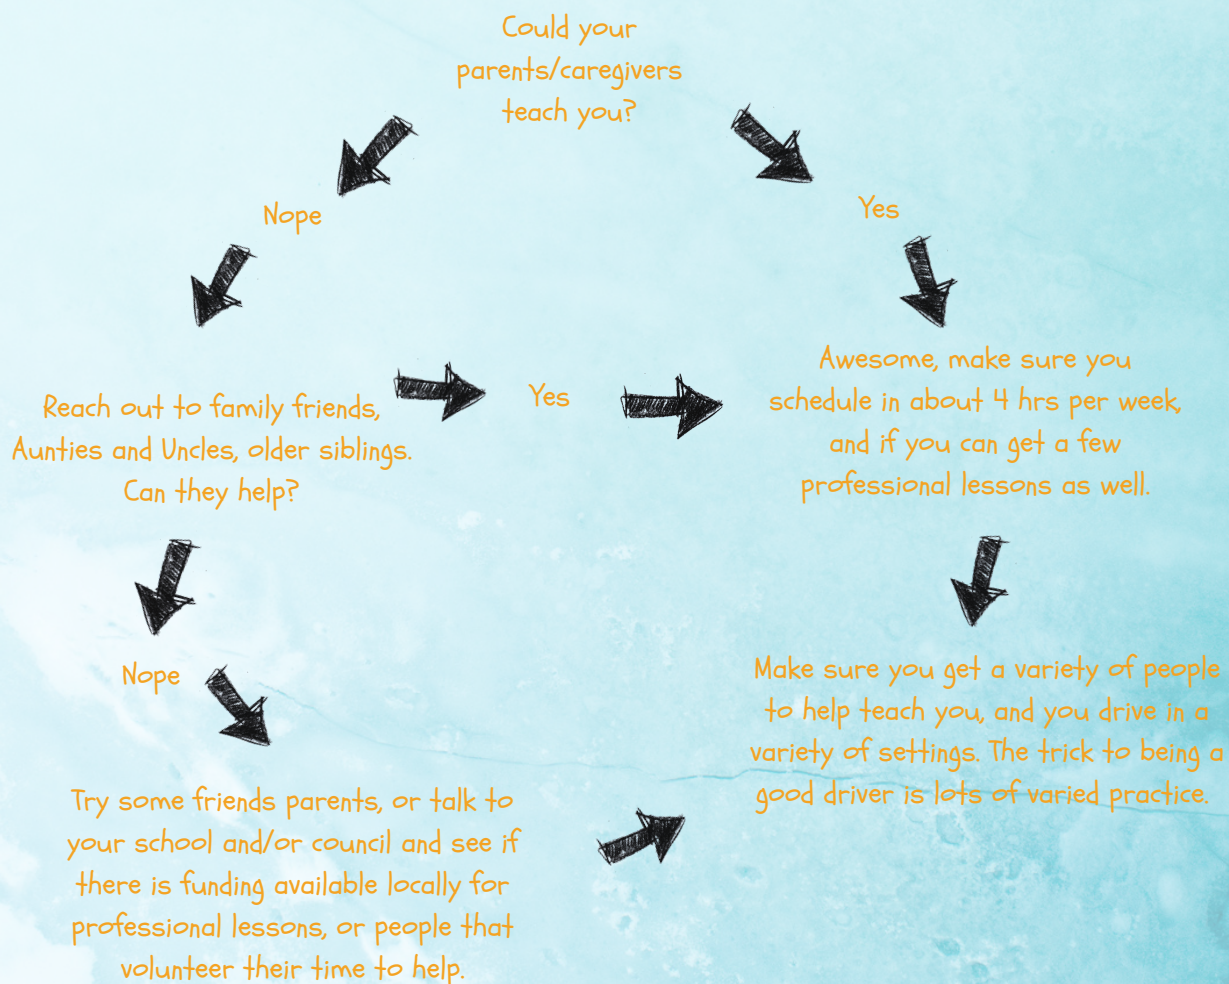 Could your
parents/caregivers
teach you?
Nope
Yes
Reach out to family friends,
Aunties and Uncles, older siblings.
Can they help?
Yes
Awesome, make sure you
schedule in about 4 hrs per week,
and if you can get a few
professional lessons as well.
Nope
Make sure you get a variety of people
to help teach you, and you drive in a
variety of settings. The trick to being a
good driver is lots of varied practice.
Try some friends parents, or talk to
your school and/or council and see if
there is funding available locally for
professional lessons, or people that
volunteer their time to help.